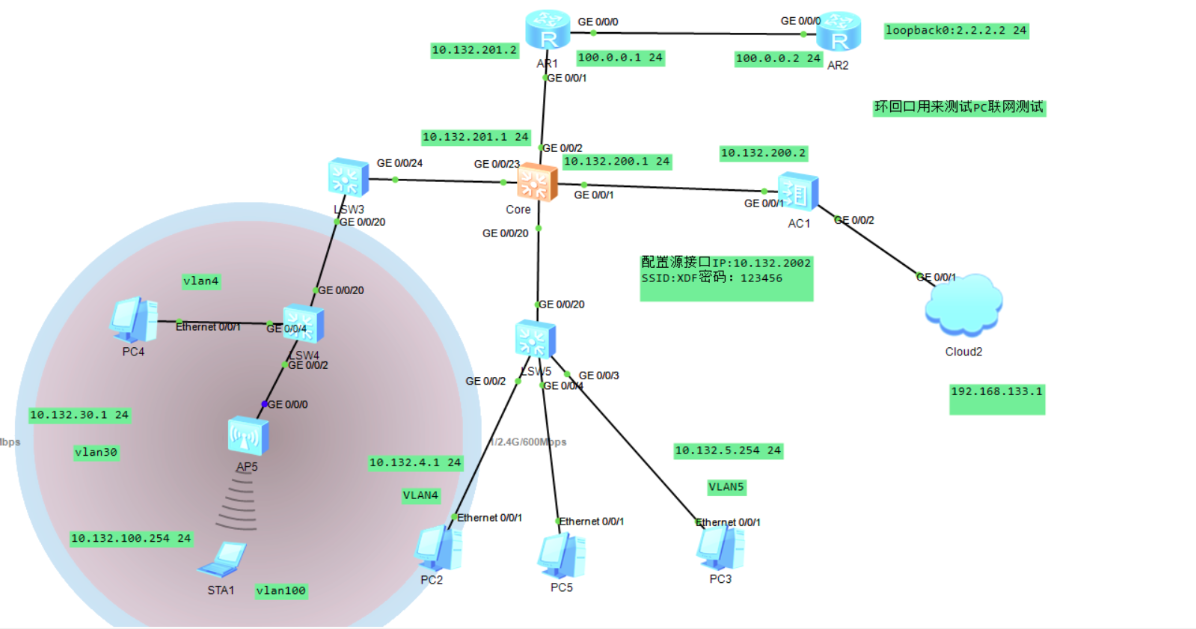 GE 0/0/0
GE 0/0/0
loopback0:2.2.2.2 24
10.132.201.2
AR1
100.0.0.1 24
100.0.0.2 24
AR2
GE 0/0/1
环回口用来测试PC联网测试
10.132.201.1 24
GE 0/0/2
10.132.200.2
GE 0/0/24
GE 0/0/23
10.132.200.1 24
GE 0/0/1
GE 0/0/1
LSW3
Core
GE 0/0/20
AC1
GE 0/0/2
GE 0/0/20
配置源接口IP:10.132.2002
SSID:XDF密码: 123456
GE 0/0/1
vlan4
GE 0/0/20
GE 0/0/20
Ethernet 0/0/1
GE 0/0/4
PC4
LSW4
GE 0/0/2
Cloud2
LSW5
GE 0/0/2
GE 0/0/4
GE 0/0/3
192.168.133.1
GE 0/0/0
10.132.30.1 24
Mbps
1/2.4G/600Mbps
vlan30
AP5
10.132.4.1 24
10.132.5.254 24
VLAN4
VLAN5
Ethernet 0/0/1
Ethernet 0/0/1
Ethernet 0/0/1
10.132.100.254 24
STA1
vlan100
PC2
PC5
PC3